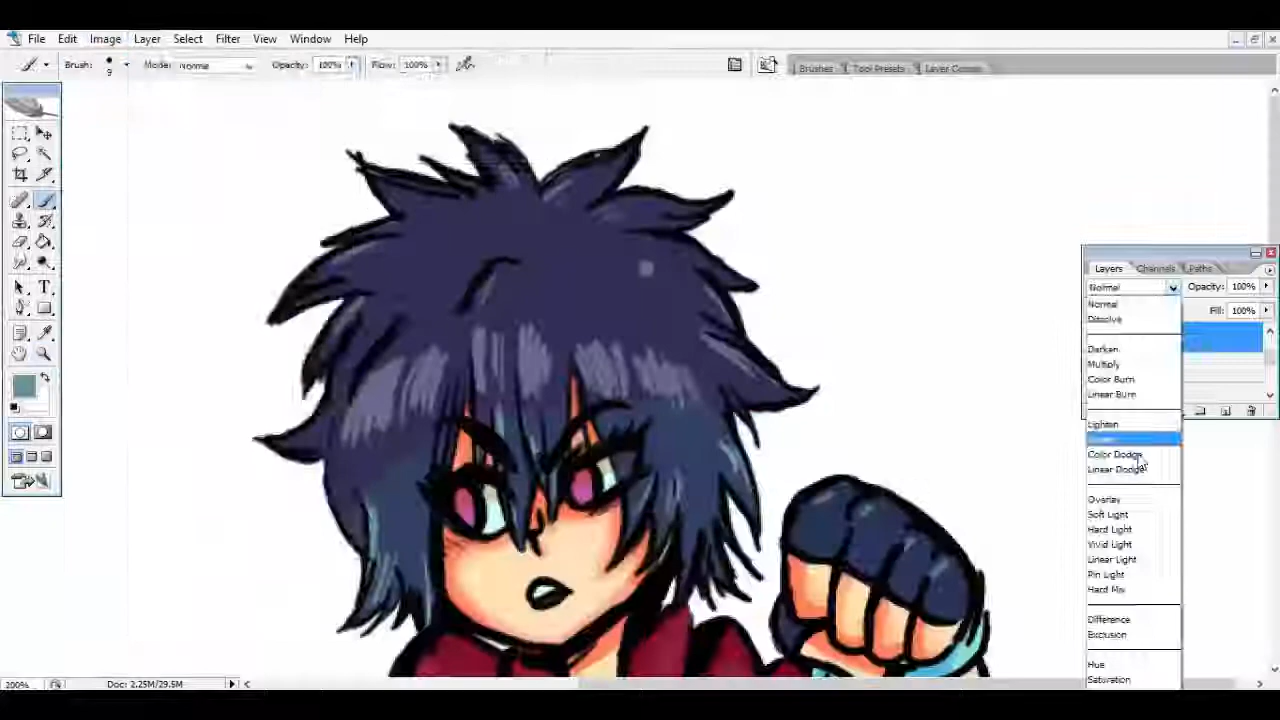 File Edit Image Layer Select Filter View Window Help
Brush: 9 Mode: Normal Opacity: 100% Flow: 100% Brushes Tool Presets Layer Comps
Layers Channels Paths
Normal Opacity: 100%
Fill: 100%
Normal
Dissolve
Darken
Multiply
Color Burn
Linear Burn
Lighten
Color Dodge
Linear Dodge
Overlay
Soft Light
Hard Light
Vivid Light
Linear Light
Pin Light
Hard Mix
Difference
Exclusion
Hue
Saturation
200% Doc: 2.25M/29.5M